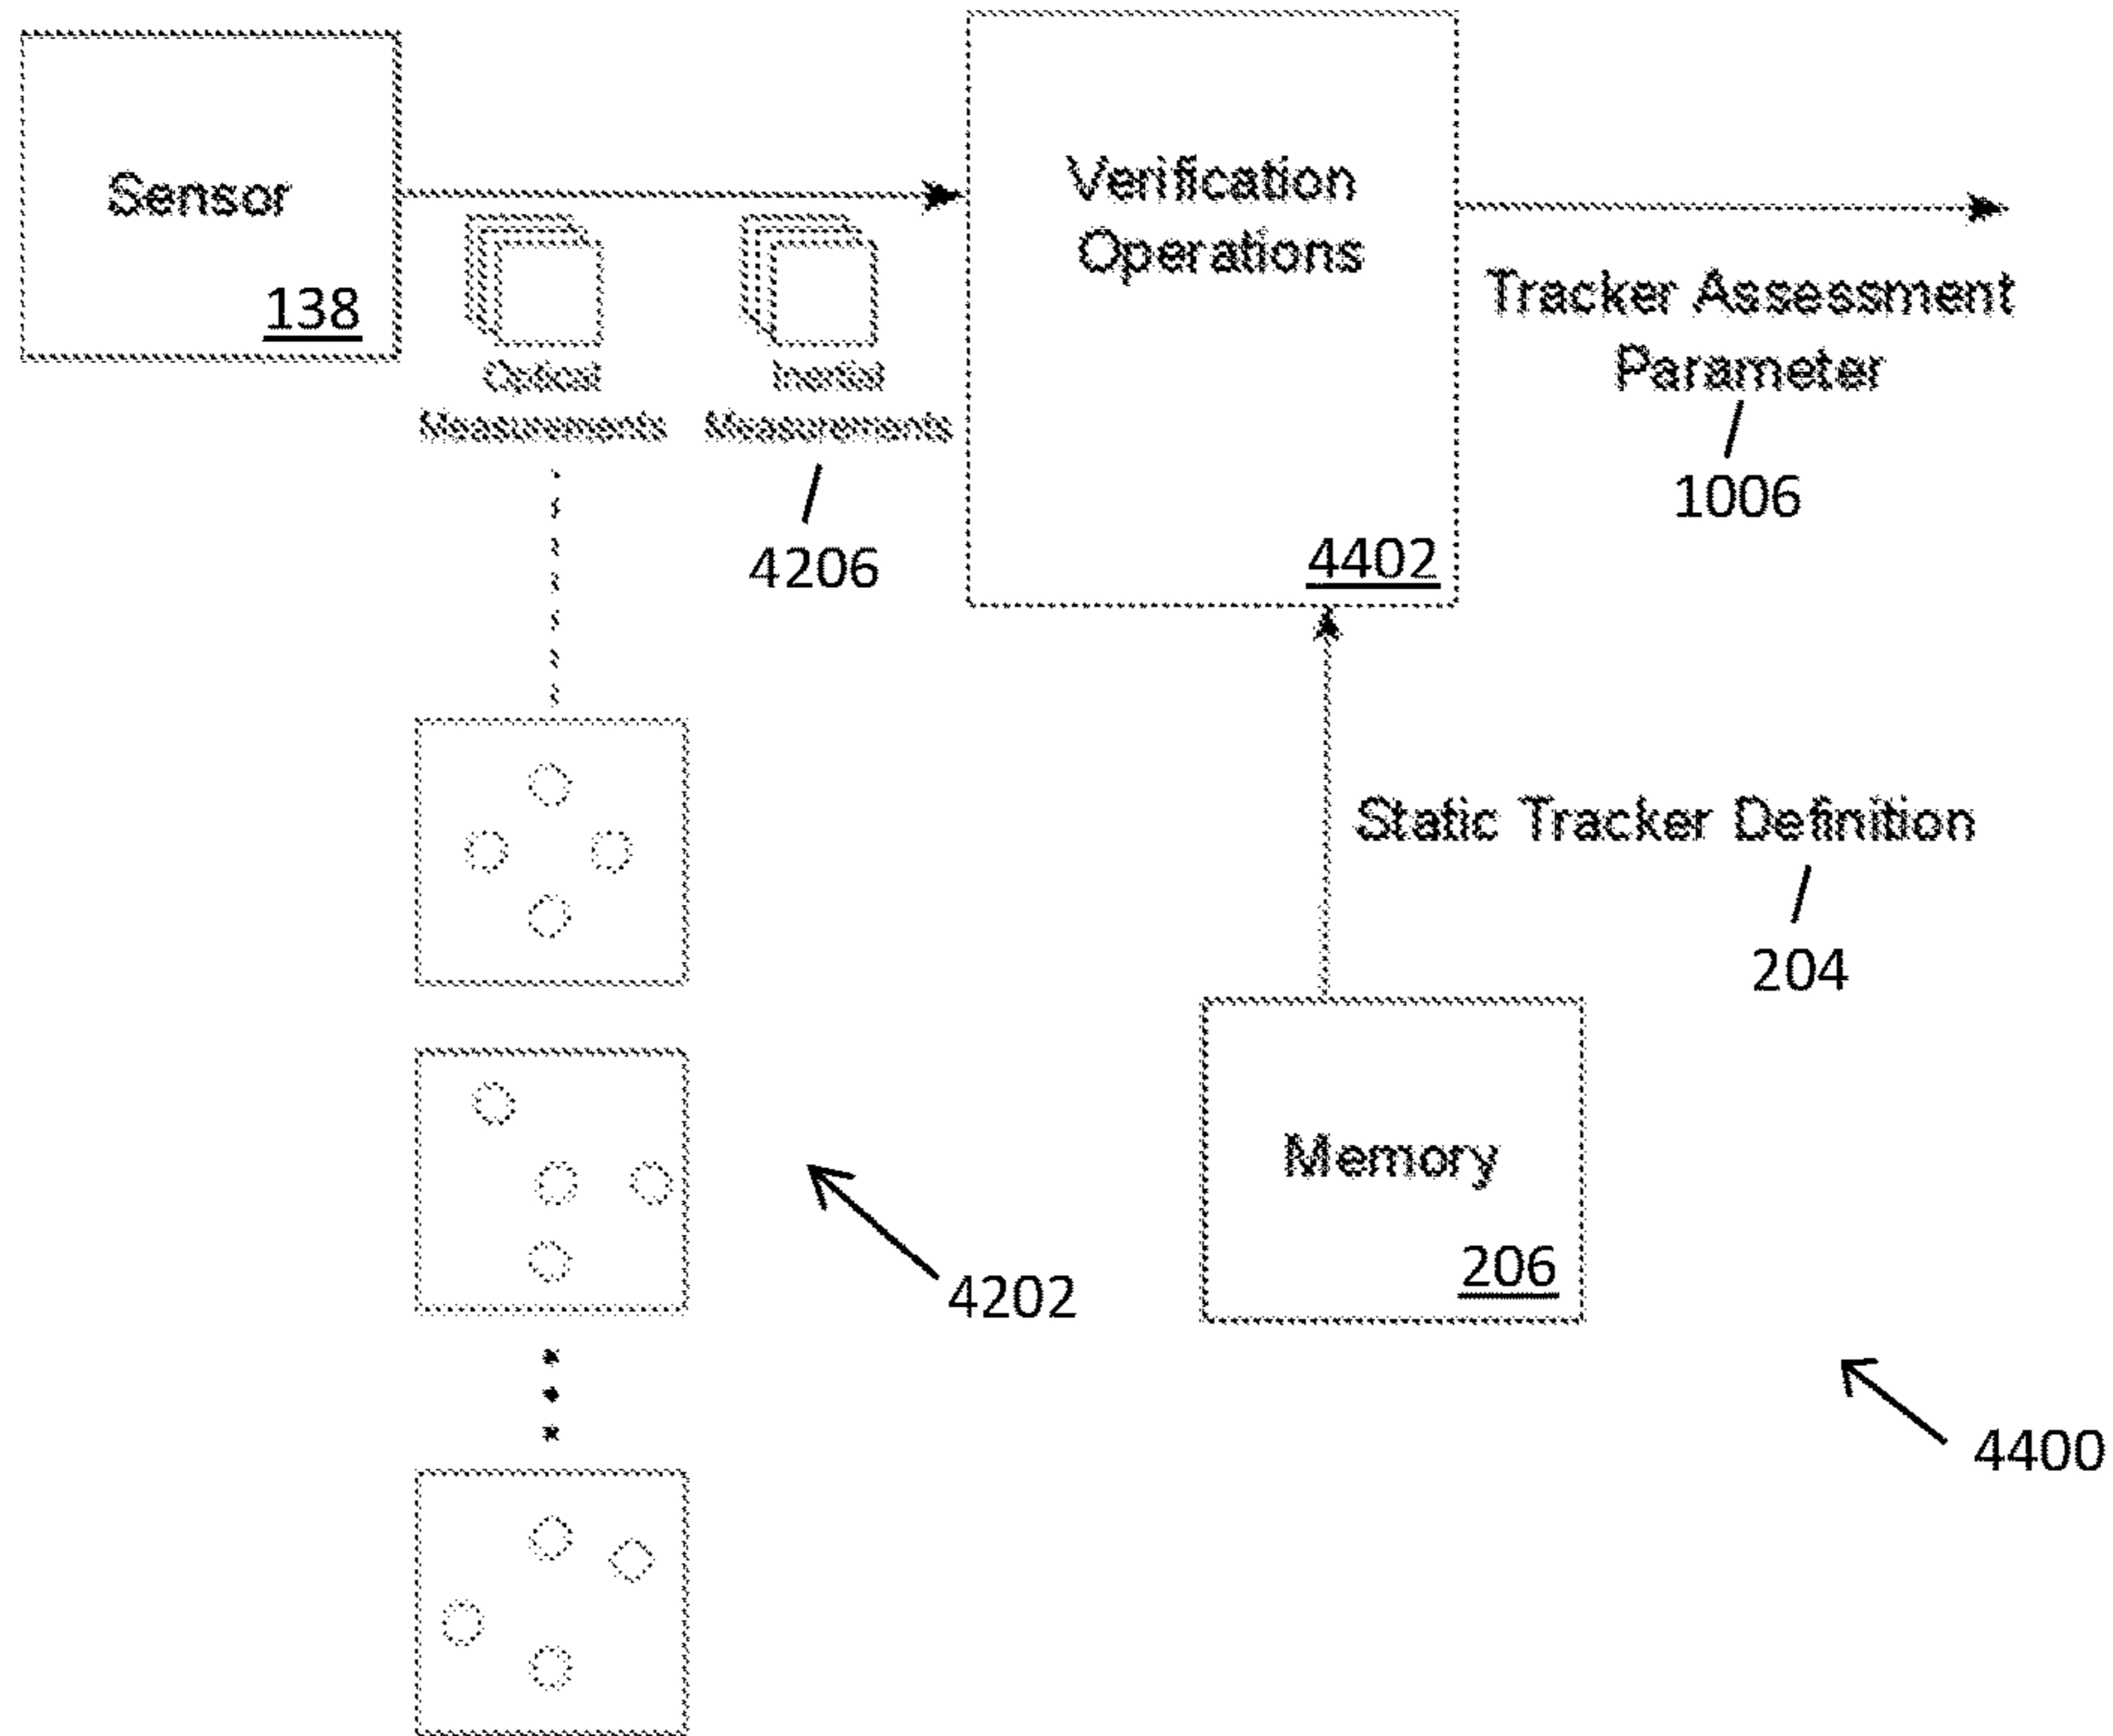 Sensor
138
Verification
Operations
4402
Optical
Measurements
Inertial
Measurements
4206
Tracker Assessment
Parameter
1006
Static Tracker Definition
204
Memory
206
4202
4400